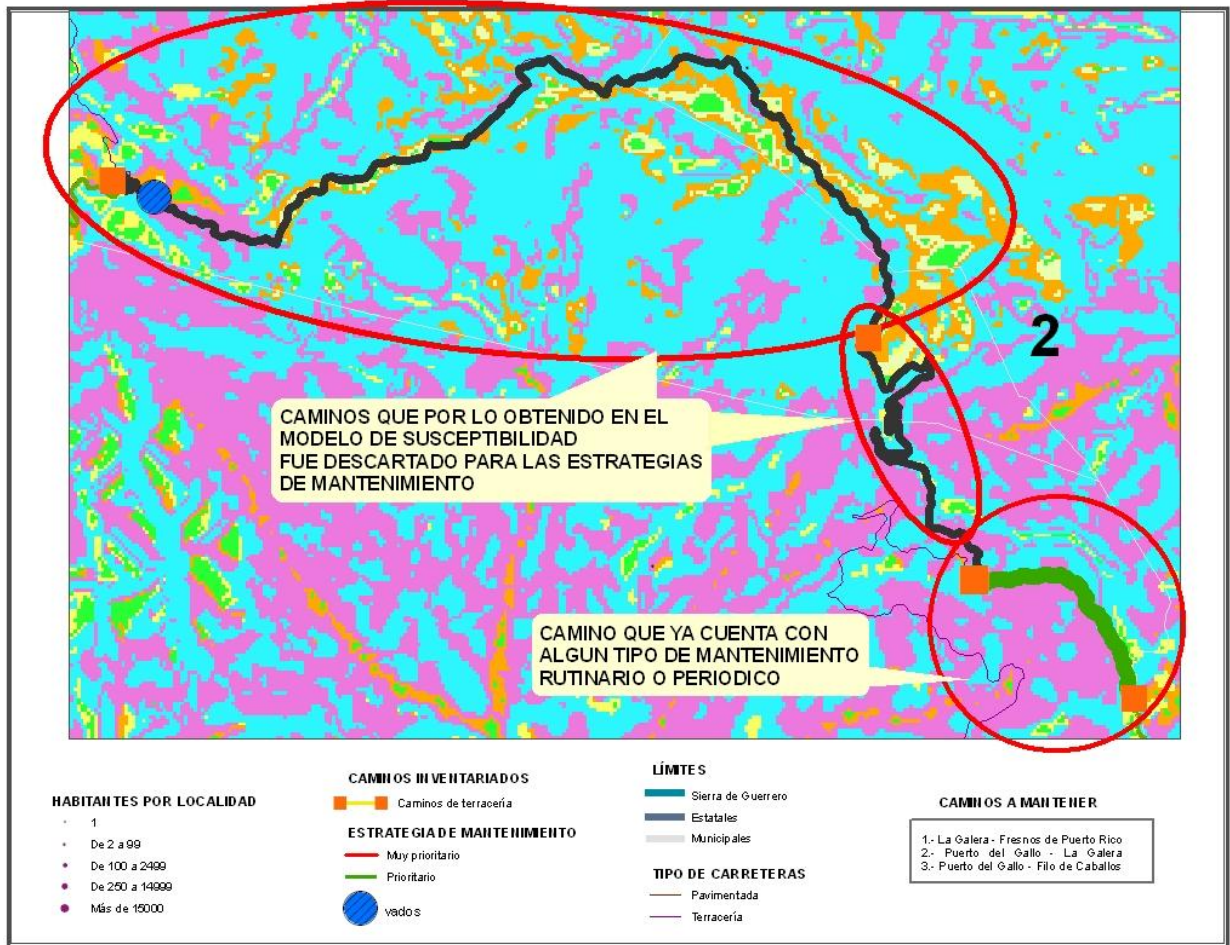 2
CAMINOS QUE POR LO OBTENIDO EN EL
MODELO DE SUSCEPTIBILIDAD
FUE DESCARTADO PARA LAS ESTRATEGIAS
DE MANTENIMIENTO
CAMINO QUE YA CUENTA CON
ALGUN TIPO DE MANTENIMIENTO
RUTINARIO O PERIODICO
HABITANTES POR LOCALIDAD
1
De 2 a 99
De 100 a 2499
De 250 a 14999
Más de 15000
CAMINOS INVENTARIADOS
Caminos de terracería
ESTRATEGIA DE MANTENIMIENTO
Muy prioritario
Prioritario
vados
LÍMITES
Sierra de Guerrero
Estatales
Municipales
TIPO DE CARRETERAS
Pavimentada
Terracería
CAMINOS A MANTENER
1.- La Galera - Fresnos de Puerto Rico
2.- Puerto del Gallo - La Galera
3.- Puerto del Gallo - Filo de Caballos